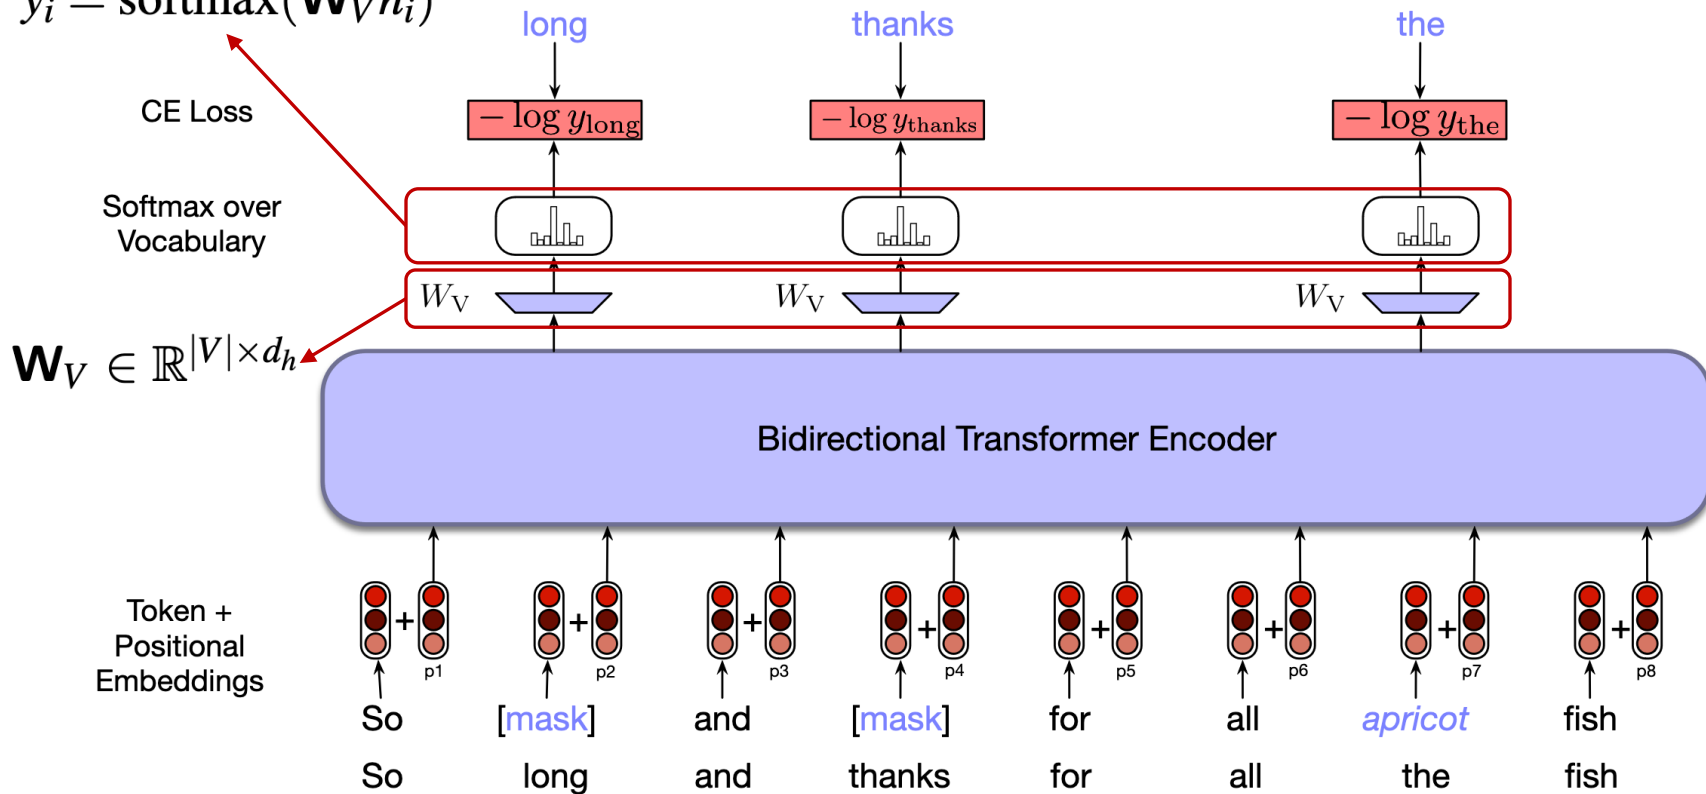 yᵢ = softmax(W_V hᵢ)
long thanks the
CE Loss
− log y_long − log y_thanks − log y_the
Softmax over
Vocabulary
W_V W_V W_V
W_V ∈ ℝ^{|V|×d_h}
Bidirectional Transformer Encoder
Token +
Positional
Embeddings
+ + + + + + + +
p1 p2 p3 p4 p5 p6 p7 p8
So [mask] and [mask] for all apricot fish
So long and thanks for all the fish